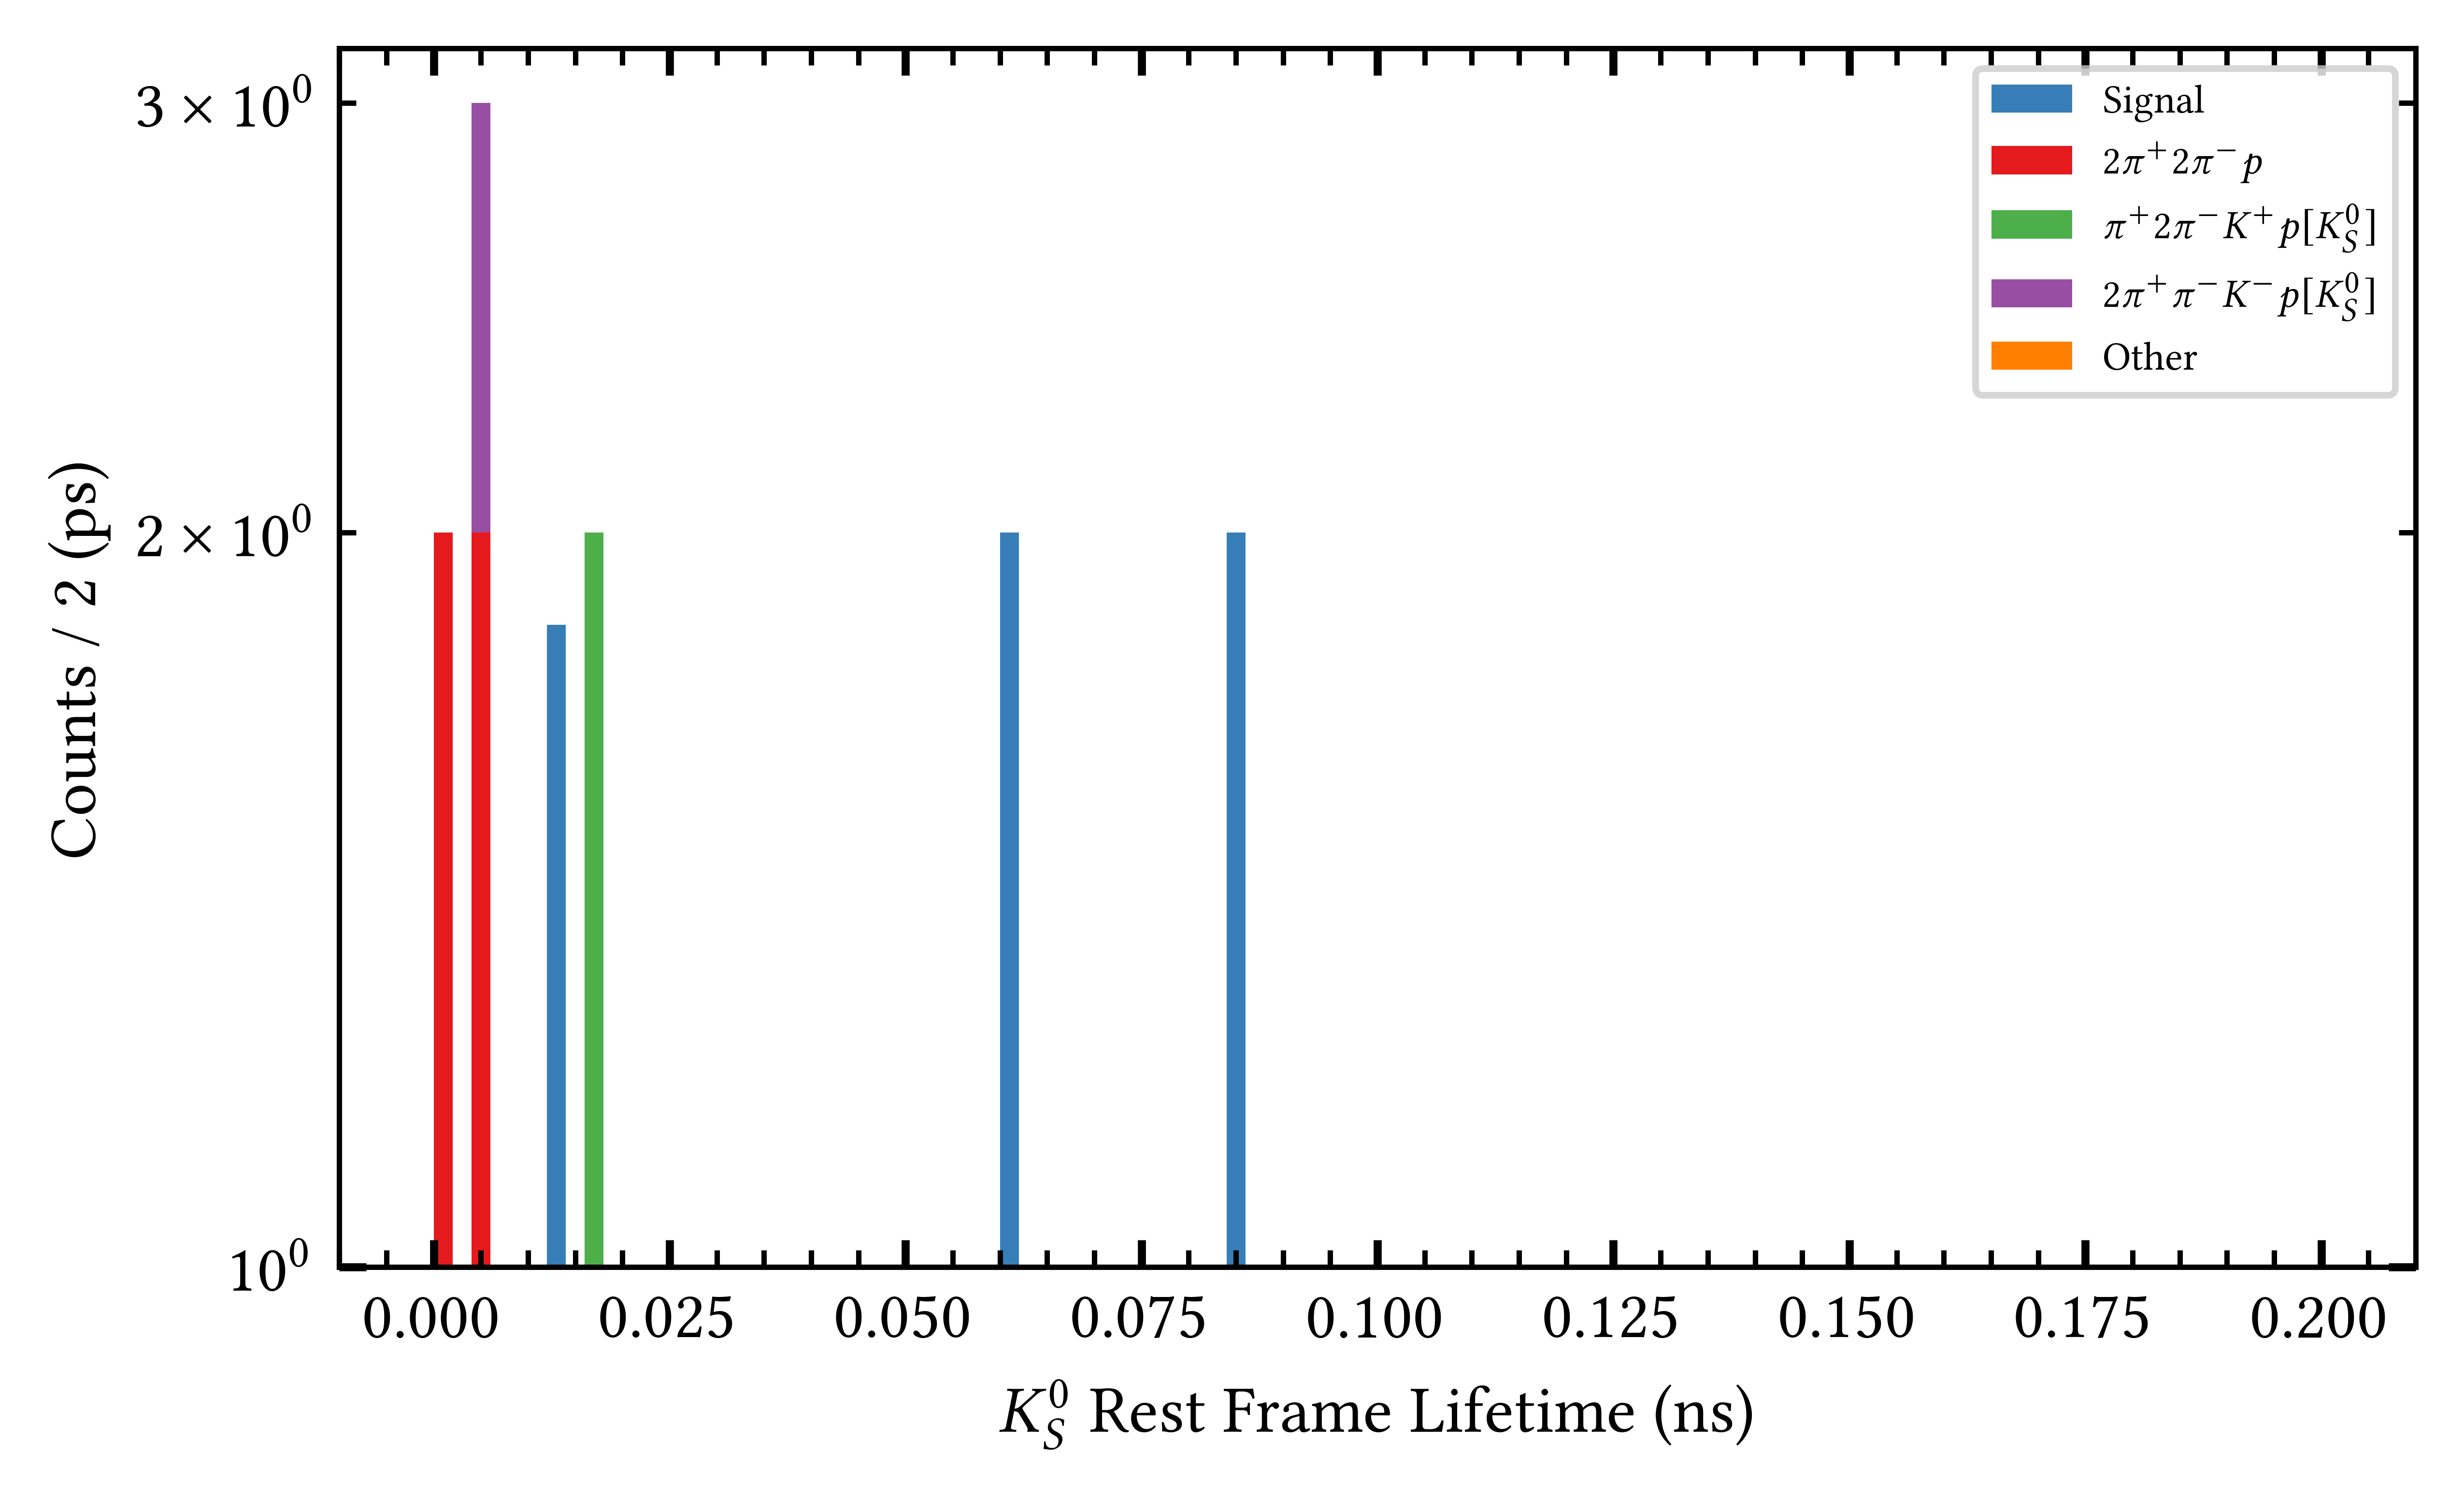 3 × 10⁰
2 × 10⁰
10⁰
Counts / 2 (ps)
Signal
2π⁺2π⁻p
π⁺2π⁻K⁺p[K⁰_S]
2π⁺π⁻K⁻p[K⁰_S]
Other
0.000 0.025 0.050 0.075 0.100 0.125 0.150 0.175 0.200
K⁰_S Rest Frame Lifetime (ns)